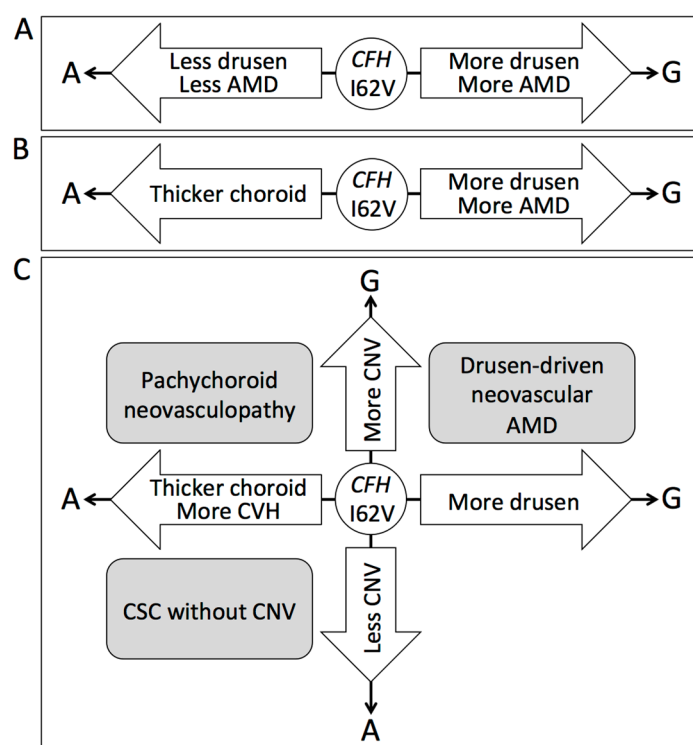 A
A
Less drusen
Less AMD
CFH
I62V
More drusen
More AMD
G
B
A
Thicker choroid
CFH
I62V
More drusen
More AMD
G
C
G
Pachychoroid
neovasculopathy
More CNV
Drusen-driven
neovascular
AMD
A
Thicker choroid
More CVH
CFH
I62V
More drusen
G
CSC without CNV
Less CNV
A